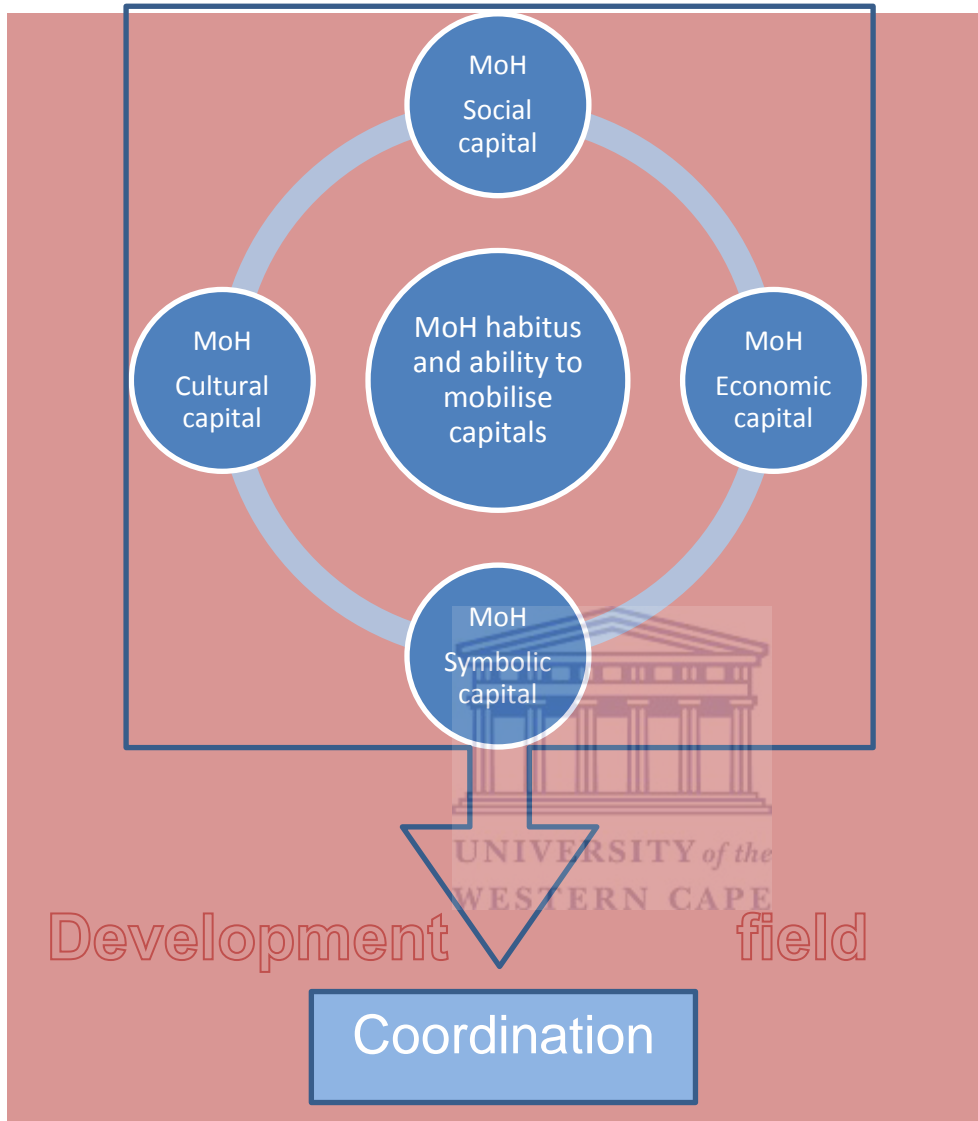 MoH
Social
capital
MoH habitus
and ability to
mobilise
capitals
MoH
Cultural
capital
MoH
Economic
capital
MoH
Symbolic
capital
UNIVERSITY of the
WESTERN CAPE
Development field
Coordination